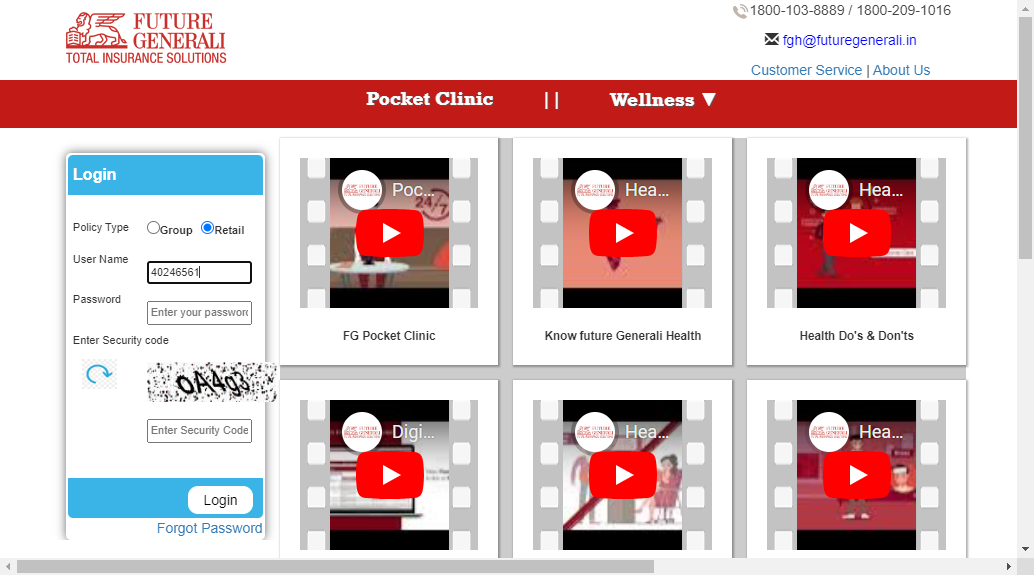 FUTURE
GENERALI
TOTAL INSURANCE SOLUTIONS
1800-103-8889 / 1800-209-1016
fgh@futuregenerali.in
Customer Service | About Us
Pocket Clinic || Wellness ▼
Login
Policy Type Group Retail
User Name 40246561
Password Enter your password
Enter Security code
oA4g3
Enter Security Code
Login
Forgot Password
Poc...
24/7
FG Pocket Clinic
Hea...
Know future Generali Health
Hea...
Health Do's & Don'ts
Digi...
Hea...
Hea...